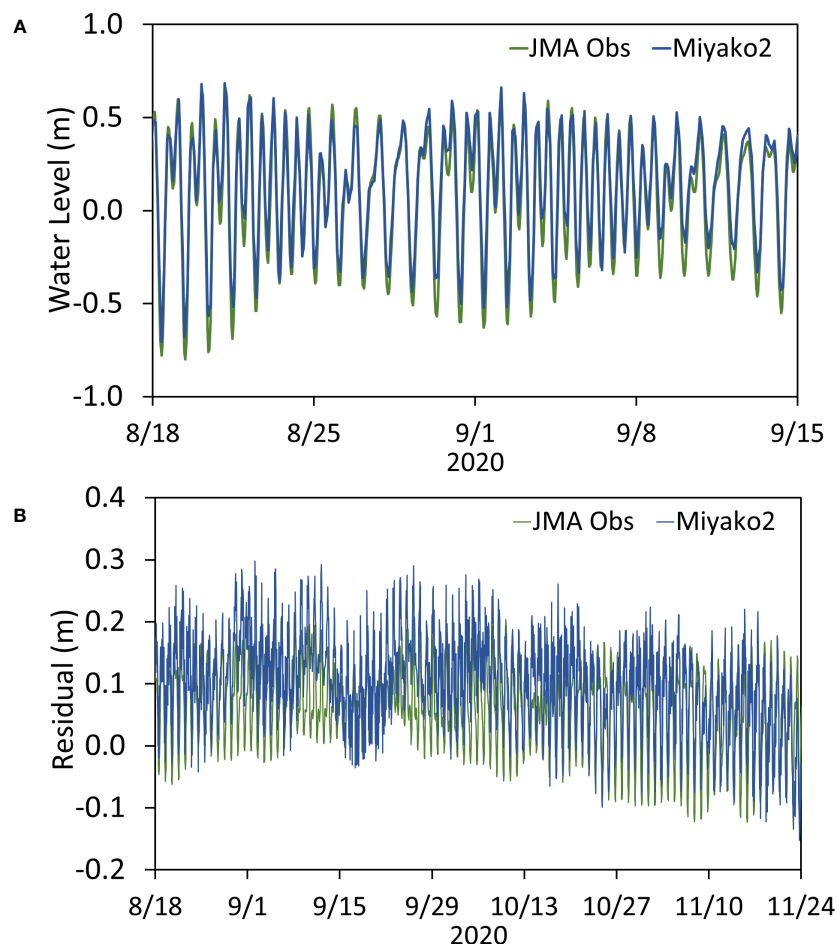 A
1.0
JMA Obs Miyako2
0.5
0.0
-0.5
-1.0
Water Level (m)
8/18 8/25 9/1 9/8 9/15
2020
B
0.4
JMA Obs Miyako2
0.3
0.2
0.1
0.0
-0.1
-0.2
Residual (m)
8/18 9/1 9/15 9/29 10/13 10/27 11/10 11/24
2020